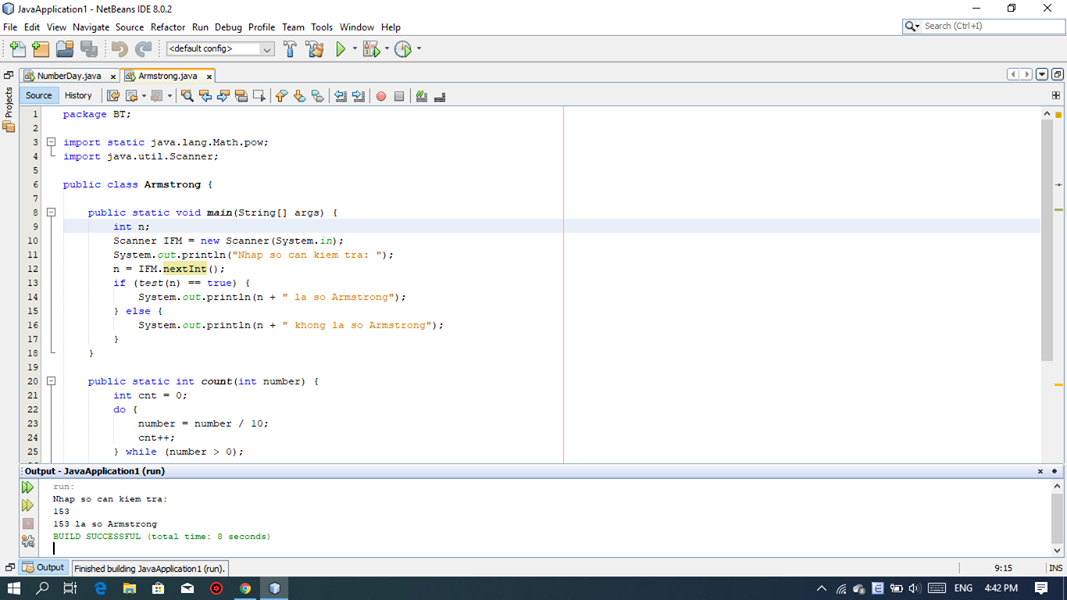 JavaApplication1 - NetBeans IDE 8.0.2
File Edit View Navigate Source Refactor Run Debug Profile Team Tools Window Help
Search (Ctrl+I)
<default config>
NumberDay.java x Armstrong.java x
Projects
Source History
1 package BT;
2
3 import static java.lang.Math.pow;
4 import java.util.Scanner;
5
6 public class Armstrong {
7
8 public static void main(String[] args) {
9 int n;
10 Scanner IFM = new Scanner(System.in);
11 System.out.println("Nhap so can kiem tra: ");
12 n = IFM.nextInt();
13 if (test(n) == true) {
14 System.out.println(n + " la so Armstrong");
15 } else {
16 System.out.println(n + " khong la so Armstrong");
17 }
18 }
19
20 public static int count(int number) {
21 int cnt = 0;
22 do {
23 number = number / 10;
24 cnt++;
25 } while (number > 0);
Output - JavaApplication1 (run)
run:
Nhap so can kiem tra:
153
153 la so Armstrong
BUILD SUCCESSFUL (total time: 8 seconds)
Output
Finished building JavaApplication1 (run).
9:15 INS
ENG 4:42 PM